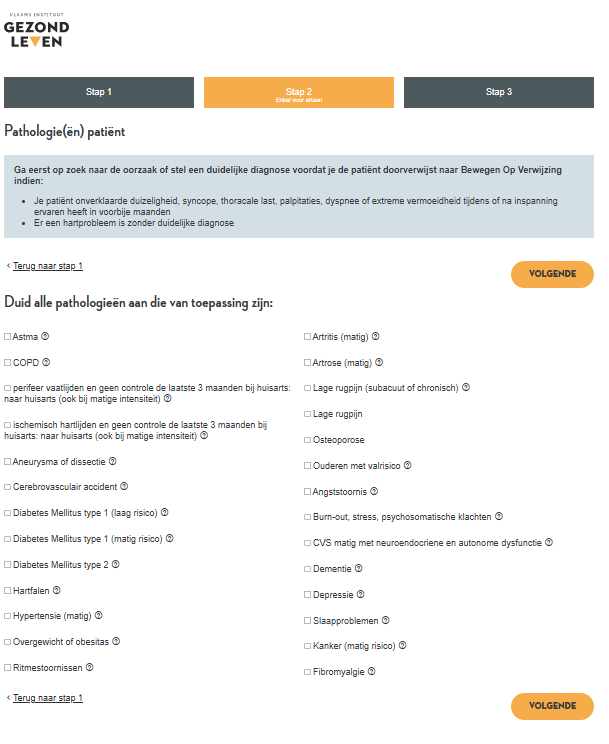 VLAAMS INSTITUUT
GEZOND
LEVEN
Stap 1
Stap 2
Enkel voor artsen
Stap 3
Pathologie(ën) patiënt
Ga eerst op zoek naar de oorzaak of stel een duidelijke diagnose voordat je de patiënt doorverwijst naar Bewegen Op Verwijzing
indien:
• Je patiënt onverklaarde duizeligheid, syncope, thoracale last, palpitaties, dyspnee of extreme vermoeidheid tijdens of na inspanning
ervaren heeft in voorbije maanden
• Er een hartprobleem is zonder duidelijke diagnose
‹ Terug naar stap 1
VOLGENDE
Duid alle pathologieën aan die van toepassing zijn:
Astma
COPD
perifeer vaatlijden en geen controle de laatste 3 maanden bij huisarts:
naar huisarts (ook bij matige intensiteit)
ischemisch hartlijden en geen controle de laatste 3 maanden bij
huisarts: naar huisarts (ook bij matige intensiteit)
Aneurysma of dissectie
Cerebrovasculair accident
Diabetes Mellitus type 1 (laag risico)
Diabetes Mellitus type 1 (matig risico)
Diabetes Mellitus type 2
Hartfalen
Hypertensie (matig)
Overgewicht of obesitas
Ritmestoornissen
Artritis (matig)
Artrose (matig)
Lage rugpijn (subacuut of chronisch)
Lage rugpijn
Osteoporose
Ouderen met valrisico
Angststoornis
Burn-out, stress, psychosomatische klachten
CVS matig met neuroendocriene en autonome dysfunctie
Dementie
Depressie
Slaapproblemen
Kanker (matig risico)
Fibromyalgie
‹ Terug naar stap 1
VOLGENDE